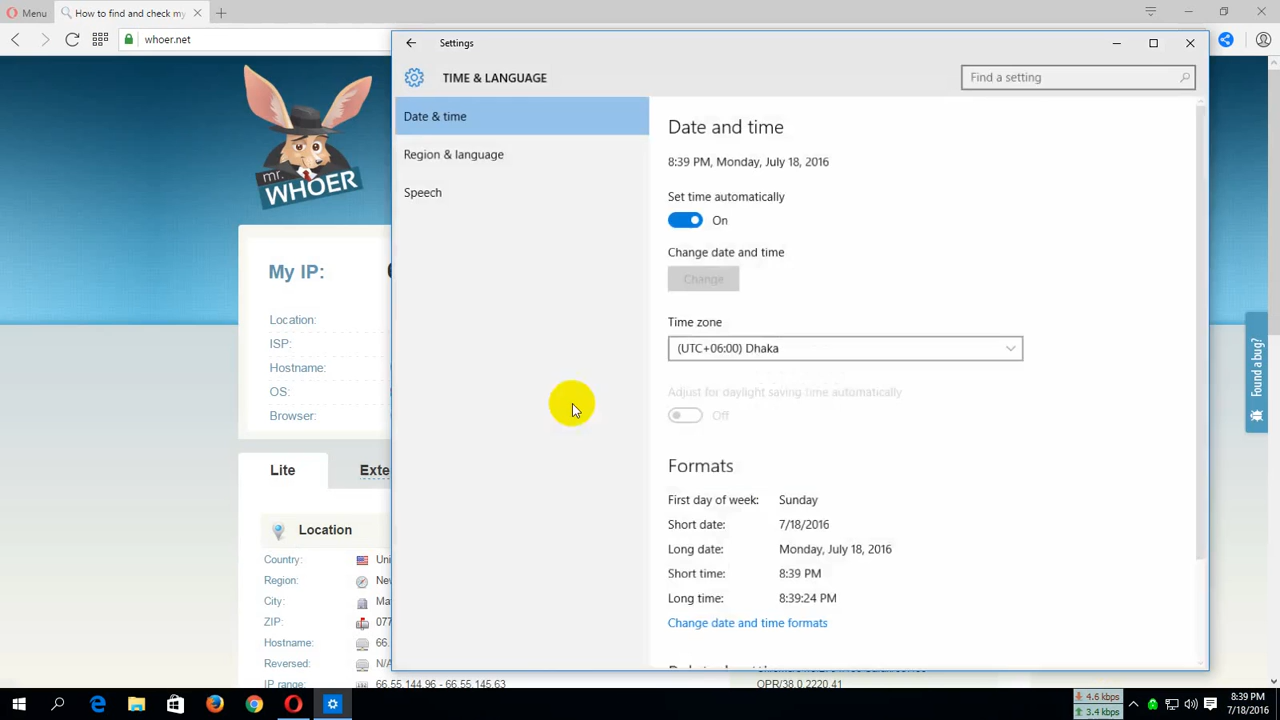 Menu
How to find and check my
whoer.net
Settings
TIME & LANGUAGE
Find a setting
Date & time
Region & language
Speech
Date and time
8:39 PM, Monday, July 18, 2016
Set time automatically
On
Change date and time
Change
Time zone
(UTC+06:00) Dhaka
Adjust for daylight saving time automatically
Off
Formats
First day of week: Sunday
Short date: 7/18/2016
Long date: Monday, July 18, 2016
Short time: 8:39 PM
Long time: 8:39:24 PM
Change date and time formats
mr.
WHOER
My IP:
Location:
ISP:
Hostname:
OS:
Browser:
Lite
Exte
Location
Country: Uni
Region: New
City: Ma
ZIP: 077
Hostname: 66.
Reversed: N/A
IP range: 66.55.144.96 - 66.55.145.63
OPR/38.0.2220.41
Found a bug?
4.6 kbps
3.4 kbps
8:39 PM
7/18/2016